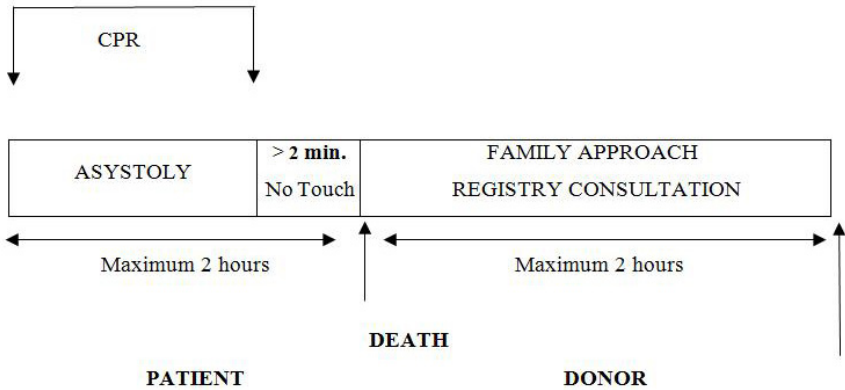 CPR
ASYSTOLY
> 2 min.
No Touch
FAMILY APPROACH
REGISTRY CONSULTATION
Maximum 2 hours
Maximum 2 hours
DEATH
PATIENT
DONOR